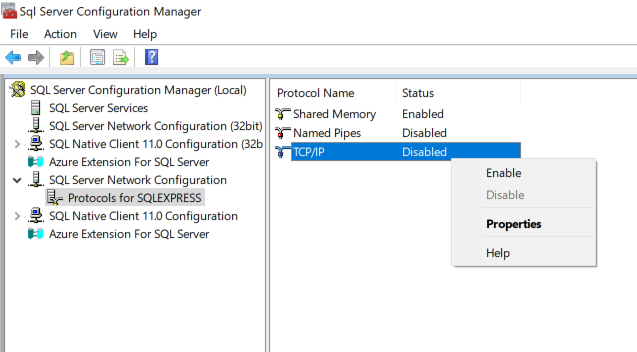 Sql Server Configuration Manager
File Action View Help
SQL Server Configuration Manager (Local)
SQL Server Services
SQL Server Network Configuration (32bit)
SQL Native Client 11.0 Configuration (32b
Azure Extension For SQL Server
SQL Server Network Configuration
Protocols for SQLEXPRESS
SQL Native Client 11.0 Configuration
Azure Extension For SQL Server
Protocol Name Status
Shared Memory Enabled
Named Pipes Disabled
TCP/IP Disabled
Enable
Disable
Properties
Help